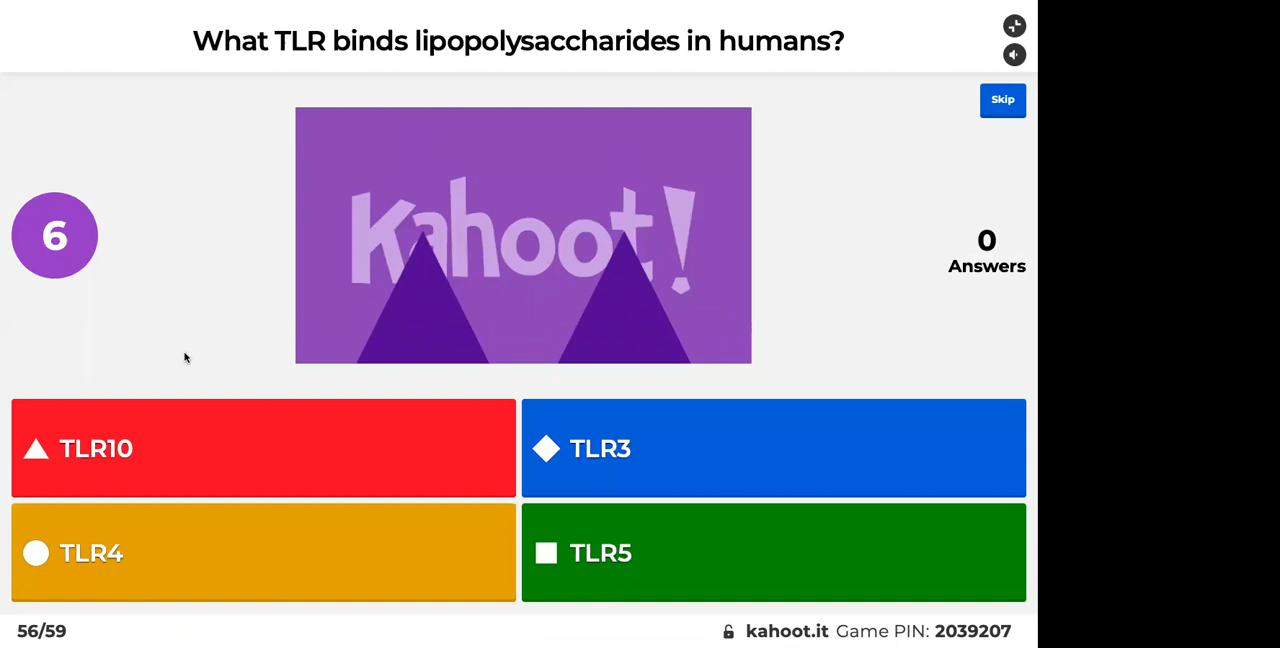 What TLR binds lipopolysaccharides in humans?
Skip
Kahoot!
6
0
Answers
TLR10
TLR3
TLR4
TLR5
56/59
kahoot.it Game PIN: 2039207